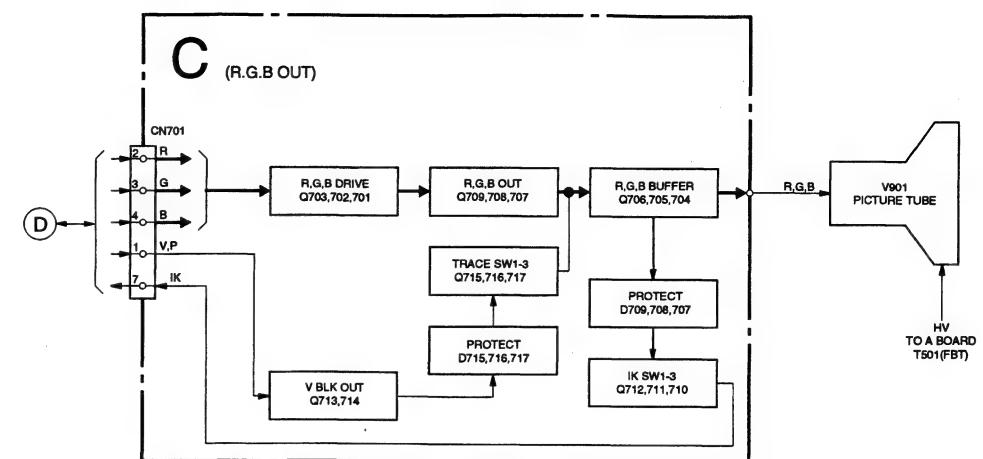 C (R.G.B OUT)
CN701
2 R
3 G
4 B
1 V,P
7 IK
D
R,G,B DRIVE
Q703,702,701
R,G,B OUT
Q709,708,707
R,G,B BUFFER
Q706,705,704
R,G,B
V901
PICTURE TUBE
TRACE SW1-3
Q715,716,717
PROTECT
D709,708,707
PROTECT
D715,716,717
HV
TO A BOARD
T501(FBT)
V BLK OUT
Q713,714
IK SW1-3
Q712,711,710